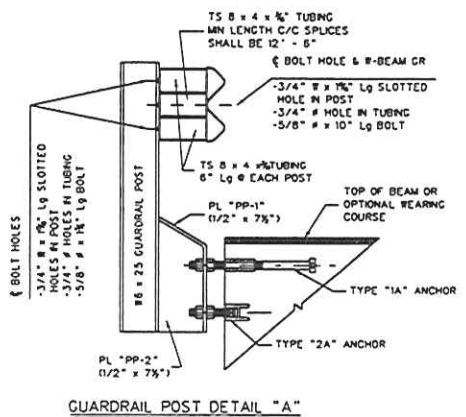 TS 8 x 4 x ⅜" TUBING
MIN LENGTH C/C SPLICES
SHALL BE 12' - 6"
℄ BOLT HOLE & W-BEAM GR
-3/4" W x 1⅝" Lg SLOTTED
HOLE IN POST
-3/4" ø HOLE IN TUBING
-5/8" ø x 10" Lg BOLT
TS 8 x 4 x⅜TUBING
6" Lg @ EACH POST
℄ BOLT HOLES
-3/4" W x 1⅝" Lg SLOTTED
HOLES IN POST
-3/4" ø HOLES IN TUBING
-5/8" ø x 1¾" Lg BOLT
W6 x 25 GUARDRAIL POST
PL "PP-1"
(1/2" x 7½")
TOP OF BEAM OR
OPTIONAL WEARING
COURSE
TYPE "1A" ANCHOR
PL "PP-2"
(1/2" x 7½")
TYPE "2A" ANCHOR
GUARDRAIL POST DETAIL "A"